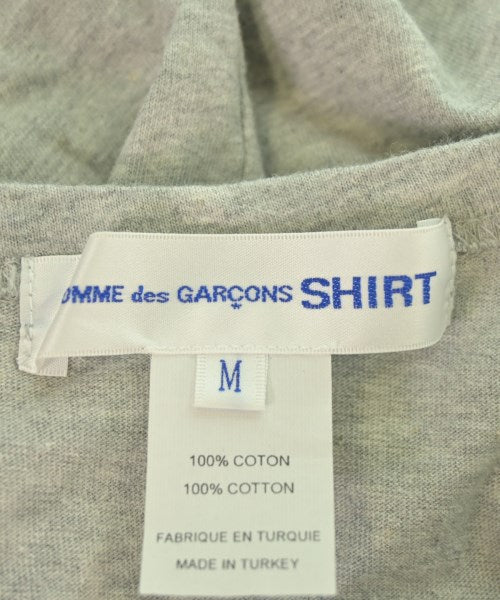 OMME des GARÇONS SHIRT
M
100% COTON
100% COTTON
FABRIQUE EN TURQUIE
MADE IN TURKEY